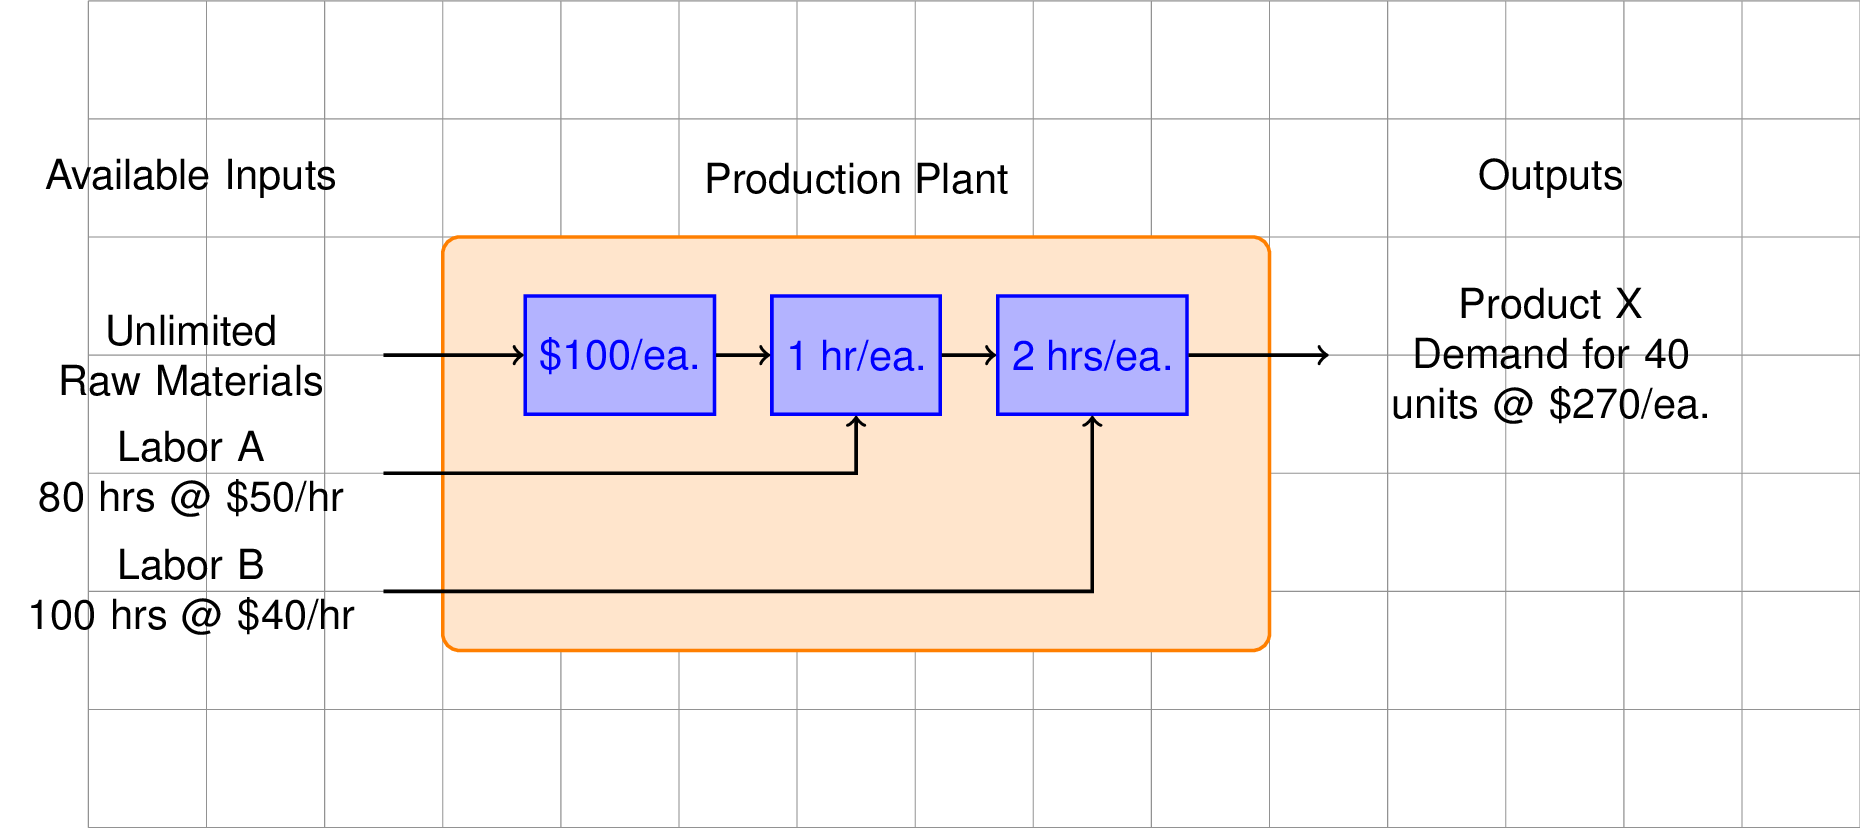 Available Inputs
Production Plant
Outputs
Unlimited
Raw Materials
Labor A
80 hrs @ $50/hr
Labor B
100 hrs @ $40/hr
$100/ea.
1 hr/ea.
2 hrs/ea.
Product X
Demand for 40
units @ $270/ea.